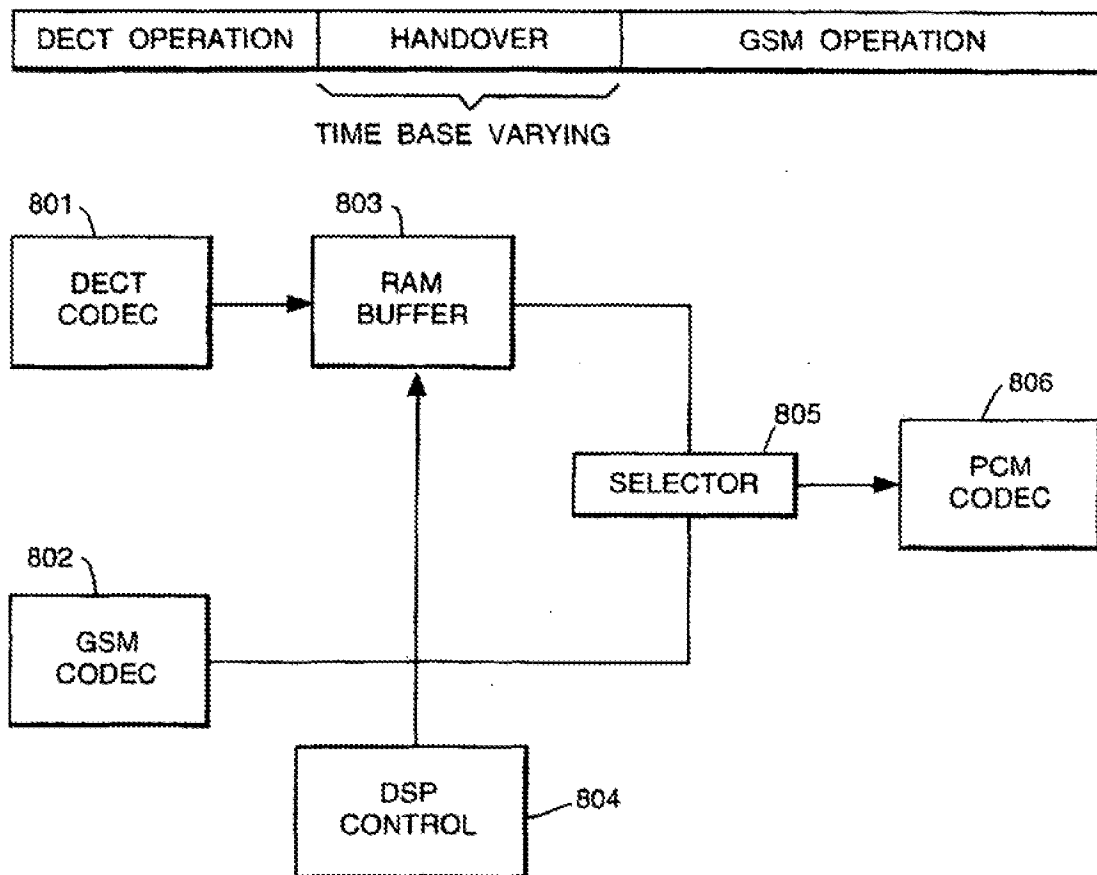 DECT OPERATION HANDOVER GSM OPERATION
TIME BASE VARYING
801
DECT
CODEC
803
RAM
BUFFER
805
SELECTOR
806
PCM
CODEC
802
GSM
CODEC
DSP
CONTROL
804